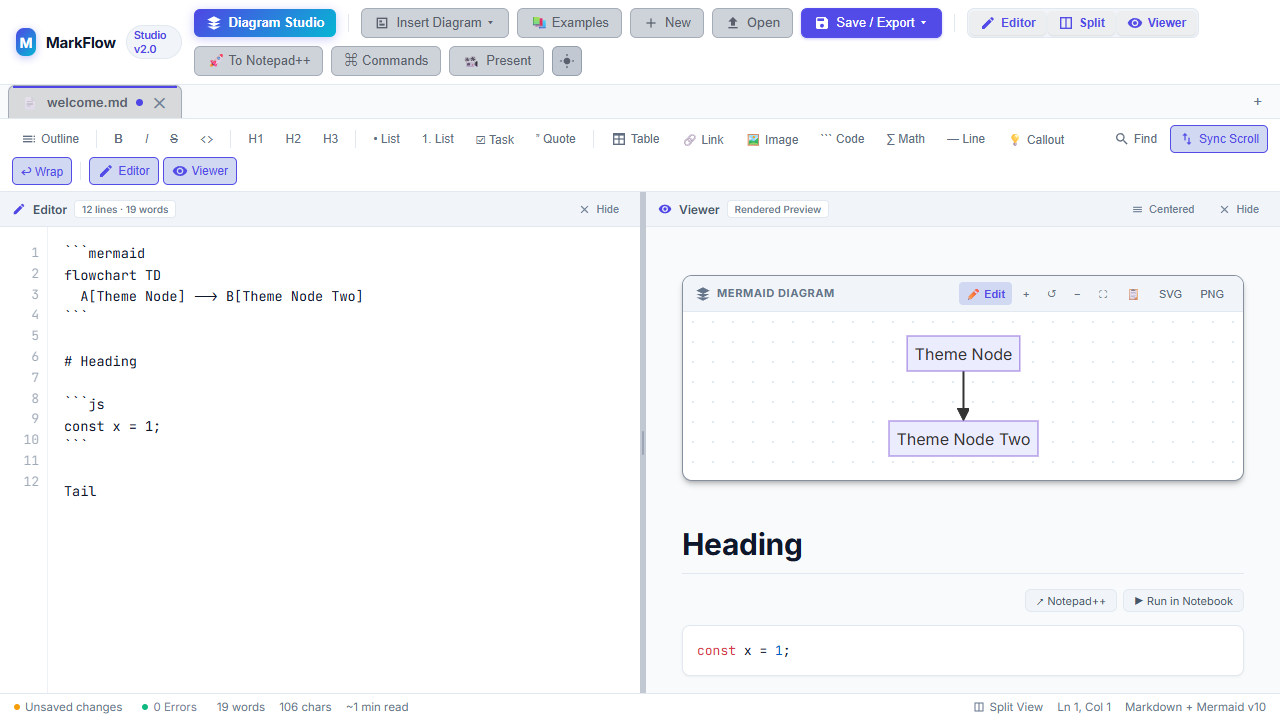 M MarkFlow Studio v2.0
Diagram Studio Insert Diagram Examples New Open Save / Export Editor Split Viewer
To Notepad++ ⌘ Commands Present
welcome.md
Outline B I S <> H1 H2 H3 • List 1. List ☑ Task " Quote Table Link Image ``` Code ∑ Math — Line Callout Find Sync Scroll
↩ Wrap Editor Viewer
Editor 12 lines · 19 words Hide
Viewer Rendered Preview Centered Hide
1 ```mermaid
2 flowchart TD
3 A[Theme Node] --> B[Theme Node Two]
4 ```
5
6 # Heading
7
8 ```js
9 const x = 1;
10 ```
11
12 Tail
MERMAID DIAGRAM Edit + ↺ − ⛶ SVG PNG
Theme Node
Theme Node Two
Heading
↗ Notepad++ ▶ Run in Notebook
const x = 1;
Unsaved changes 0 Errors 19 words 106 chars ~1 min read Split View Ln 1, Col 1 Markdown + Mermaid v10